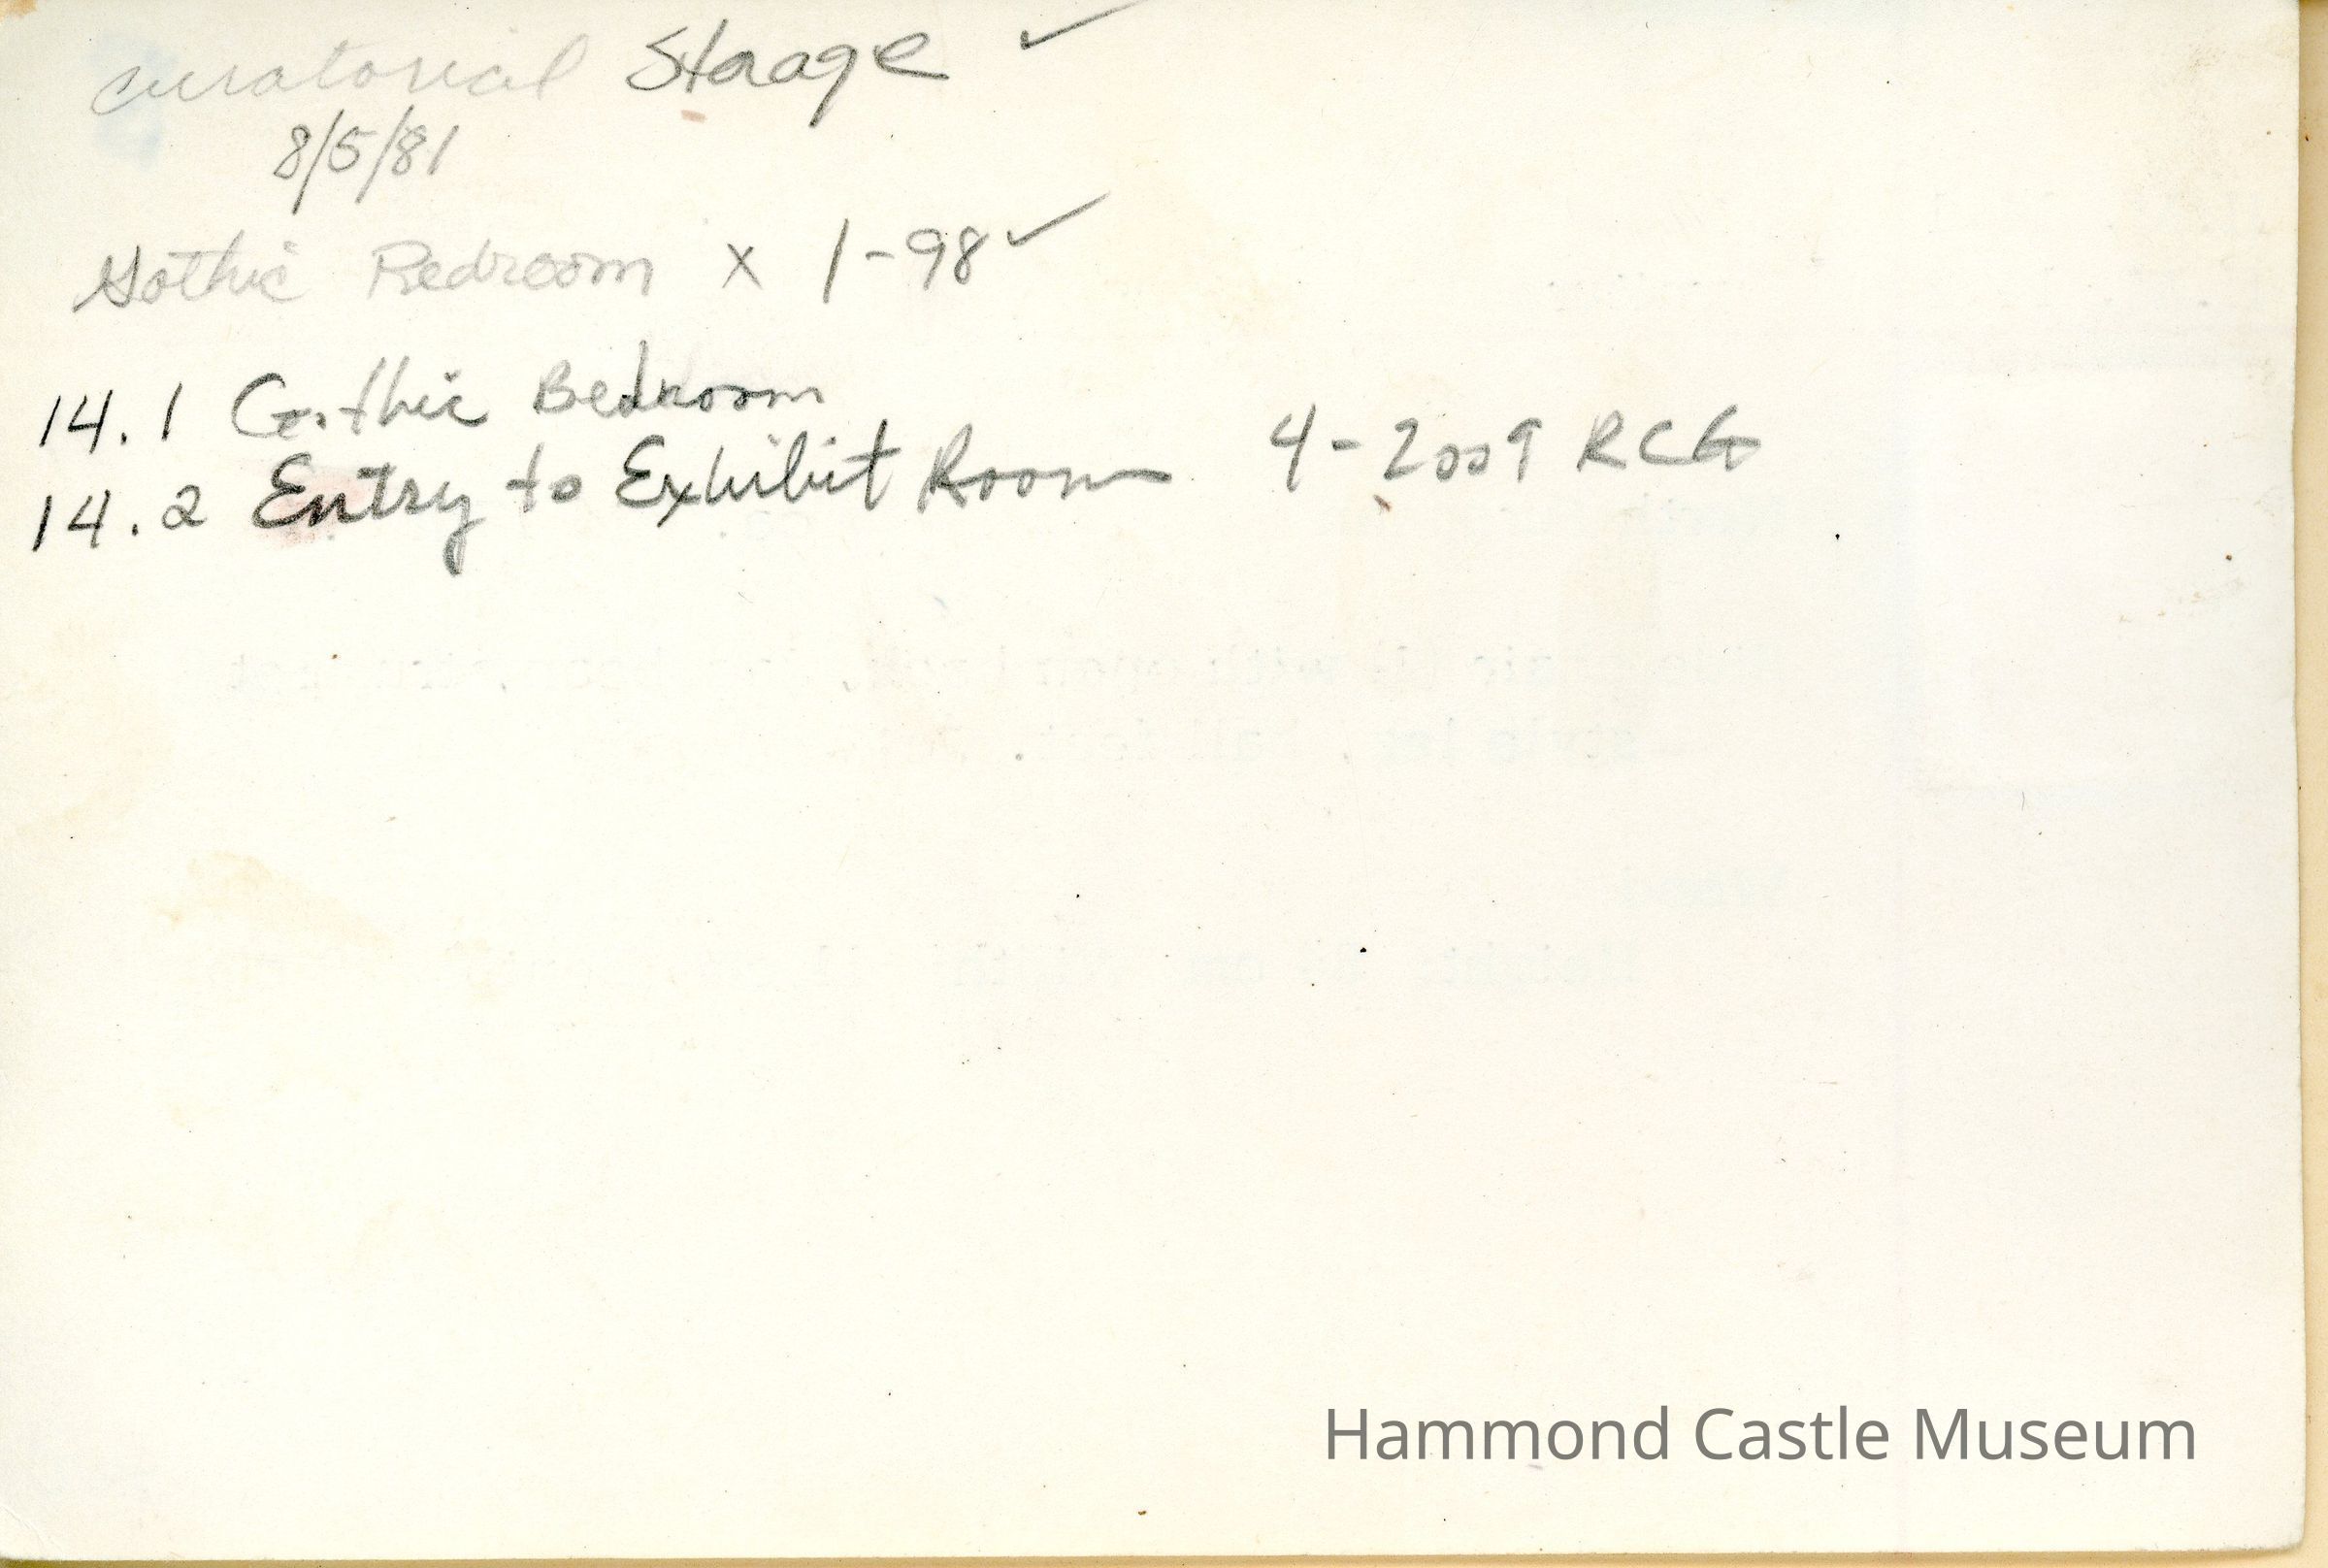 curatorial Staage ✓
8/5/81
Gothic Bedroom x 1-98 ✓
14.1 Gothic Bedroom
14.2 Entry to Exhibit Room 4-2009 RCG
Hammond Castle Museum